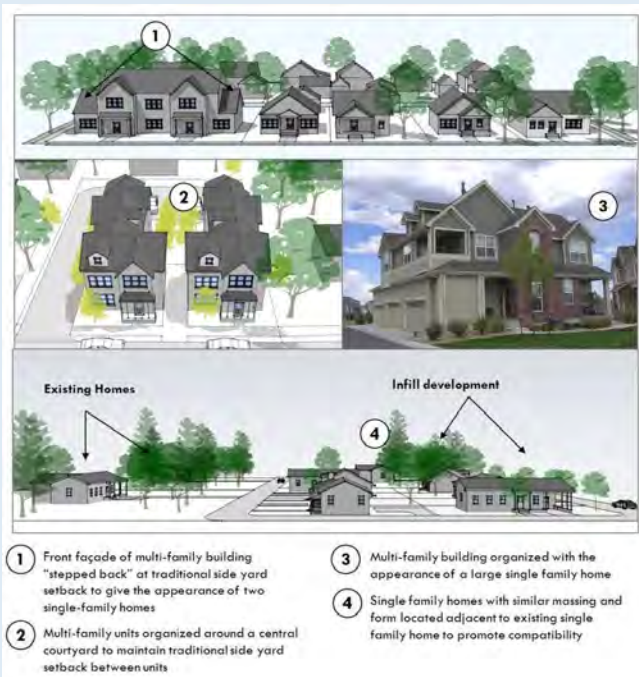 1
2
3
Existing Homes
Infill development
4
1 Front façade of multi-family building
"stepped back" at traditional side yard
setback to give the appearance of two
single-family homes
2 Multi-family units organized around a central
courtyard to maintain traditional side yard
setback between units
3 Multi-family building organized with the
appearance of a large single family home
4 Single family homes with similar massing and
form located adjacent to existing single
family home to promote compatibility